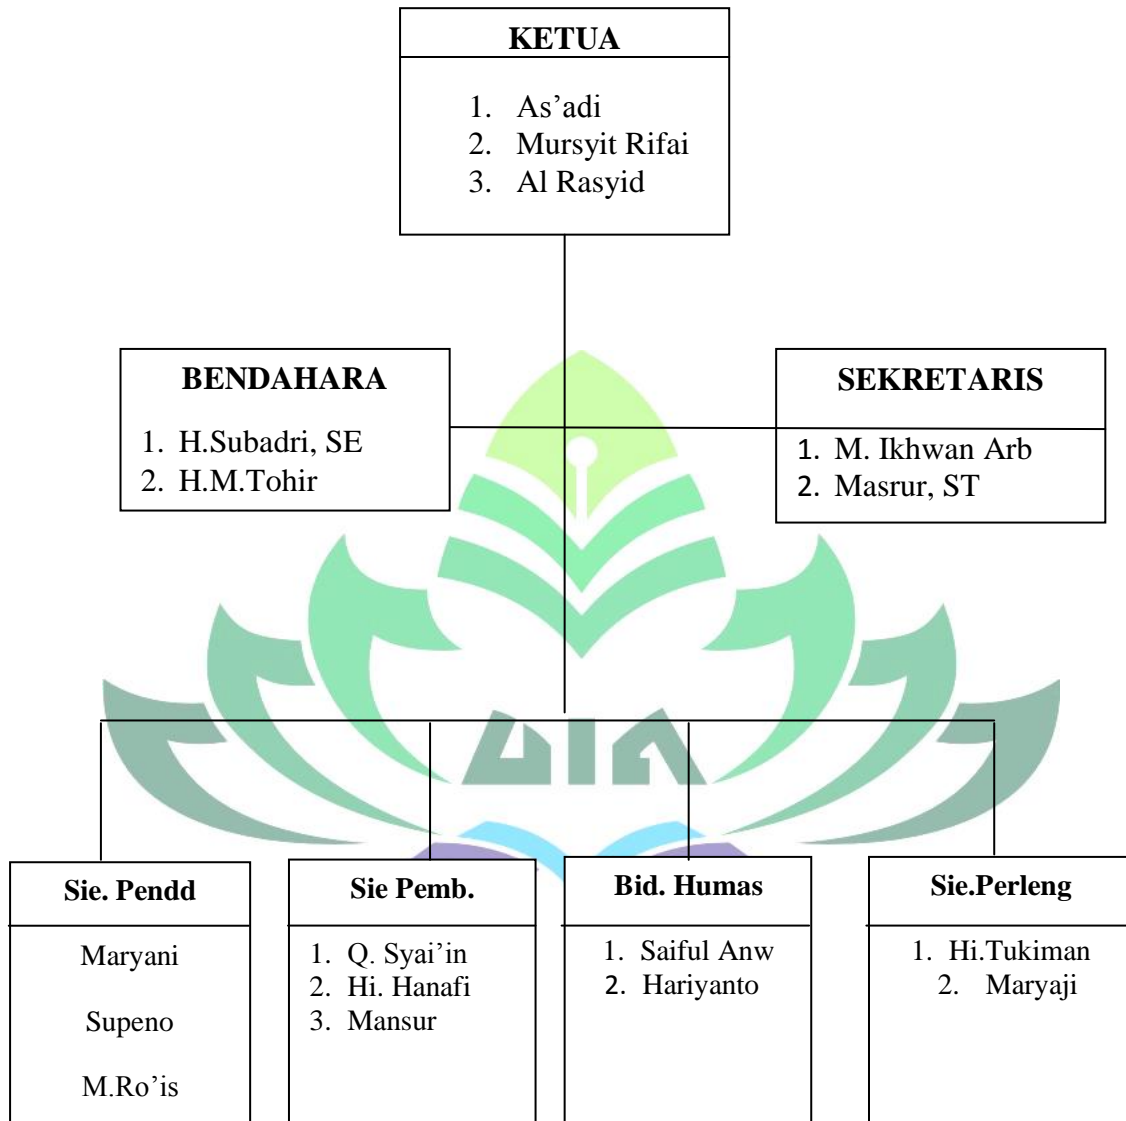 KETUA
1. As’adi
2. Mursyit Rifai
3. Al Rasyid
BENDAHARA
1. H.Subadri, SE
2. H.M.Tohir
SEKRETARIS
1. M. Ikhwan Arb
2. Masrur, ST
Sie. Pendd
Maryani
Supeno
M.Ro’is
Sie Pemb.
1. Q. Syai’in
2. Hi. Hanafi
3. Mansur
Bid. Humas
1. Saiful Anw
2. Hariyanto
Sie.Perleng
1. Hi.Tukiman
2. Maryaji